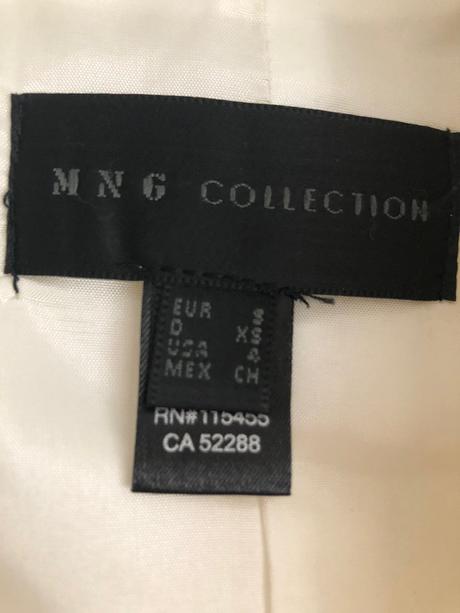 MNG COLLECTION
EUR S
D XS
USA 4
MEX CH
RN#115455
CA 52288